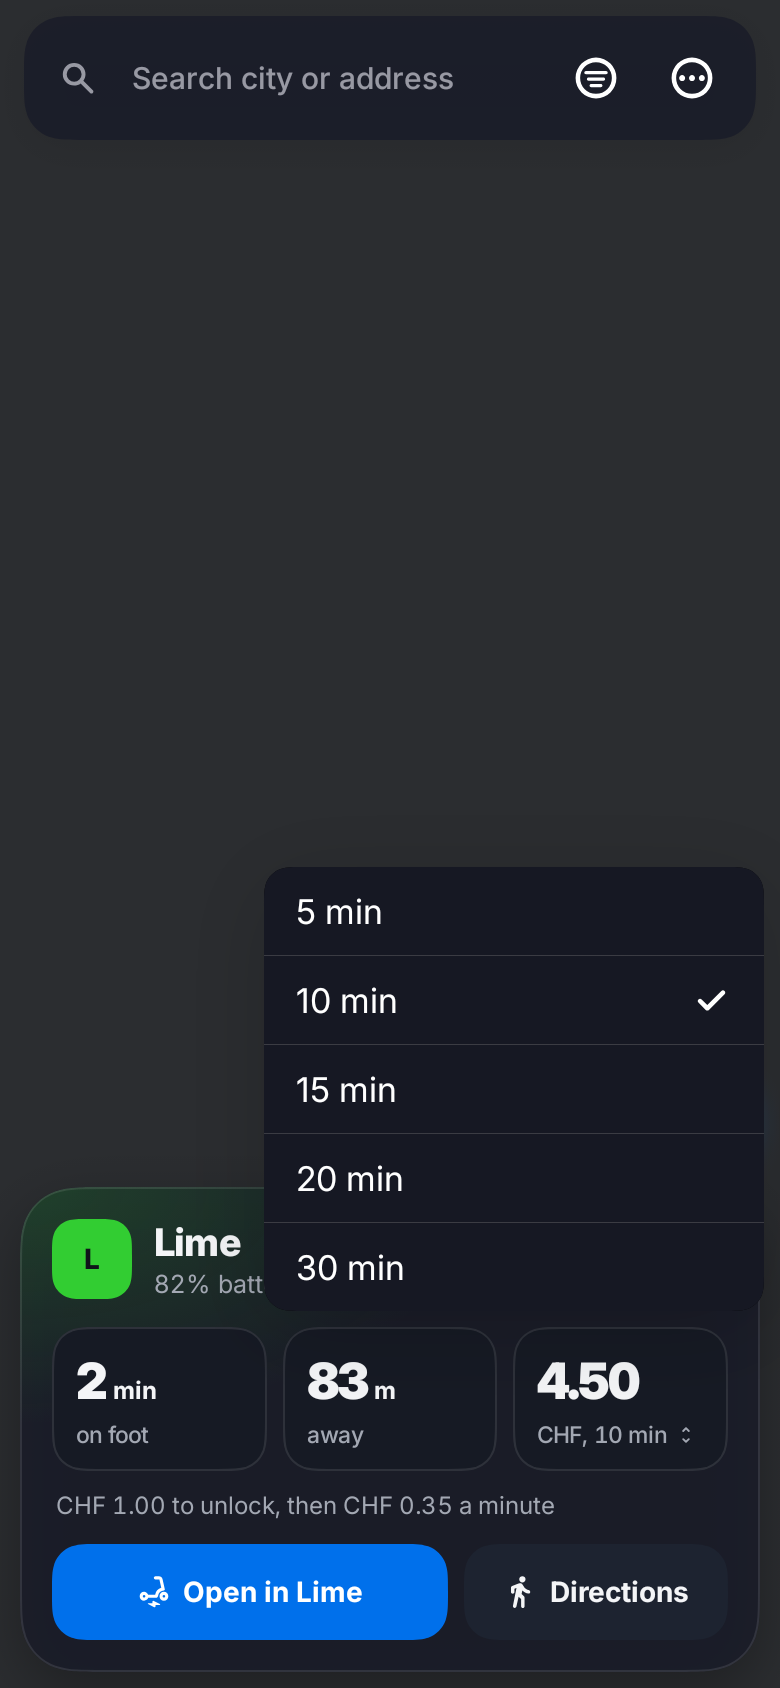 Search city or address
5 min
10 min
15 min
20 min
30 min
L
Lime
82% batt
2 min
on foot
83 m
away
4.50
CHF, 10 min
CHF 1.00 to unlock, then CHF 0.35 a minute
Open in Lime
Directions